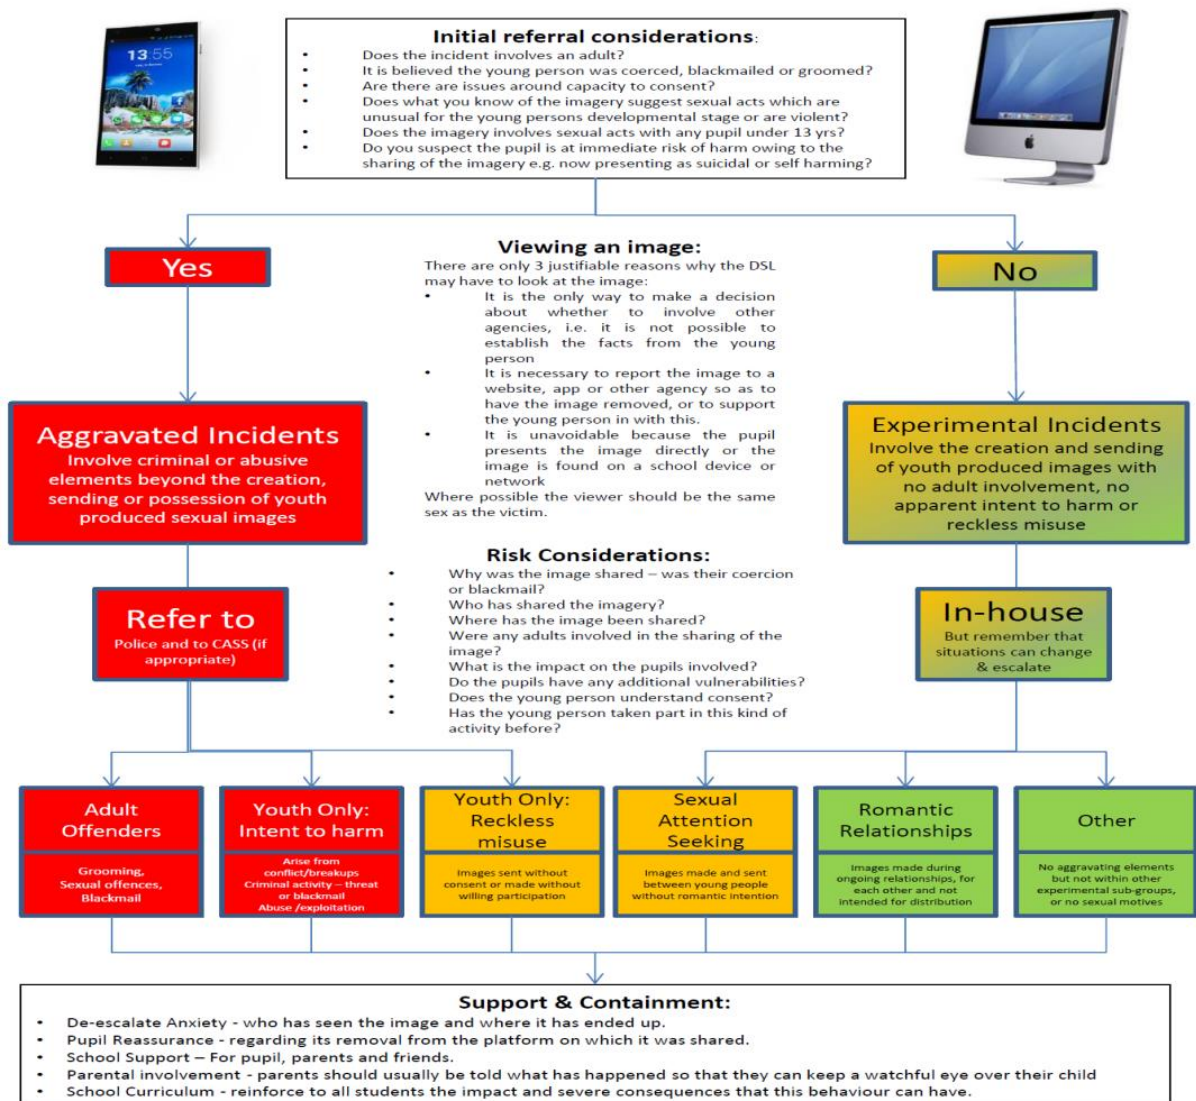 13:55
Initial referral considerations:
• Does the incident involves an adult?
• It is believed the young person was coerced, blackmailed or groomed?
• Are there are issues around capacity to consent?
• Does what you know of the imagery suggest sexual acts which are
unusual for the young persons developmental stage or are violent?
• Does the imagery involves sexual acts with any pupil under 13 yrs?
• Do you suspect the pupil is at immediate risk of harm owing to the
sharing of the imagery e.g. now presenting as suicidal or self harming?
Yes
No
Viewing an image:
There are only 3 justifiable reasons why the DSL
may have to look at the image:
• It is the only way to make a decision
about whether to involve other
agencies, i.e. it is not possible to
establish the facts from the young
person
• It is necessary to report the image to a
website, app or other agency so as to
have the image removed, or to support
the young person in with this.
• It is unavoidable because the pupil
presents the image directly or the
image is found on a school device or
network
Where possible the viewer should be the same
sex as the victim.
Aggravated Incidents
Involve criminal or abusive
elements beyond the creation,
sending or possession of youth
produced sexual images
Experimental Incidents
Involve the creation and sending
of youth produced images with
no adult involvement, no
apparent intent to harm or
reckless misuse
Risk Considerations:
• Why was the image shared – was their coercion
or blackmail?
• Who has shared the imagery?
• Where has the image been shared?
• Were any adults involved in the sharing of the
image?
• What is the impact on the pupils involved?
• Do the pupils have any additional vulnerabilities?
• Does the young person understand consent?
• Has the young person taken part in this kind of
activity before?
Refer to
Police and to CASS (if
appropriate)
In-house
But remember that
situations can change
& escalate
Adult
Offenders
Grooming,
Sexual offences,
Blackmail
Youth Only:
Intent to harm
Arise from
conflict/breakups
Criminal activity – threat
or blackmail
Abuse /exploitation
Youth Only:
Reckless
misuse
Images sent without
consent or made without
willing participation
Sexual
Attention
Seeking
Images made and sent
between young people
without romantic intention
Romantic
Relationships
Images made during
ongoing relationships, for
each other and not
intended for distribution
Other
No aggravating elements
but not within other
experimental sub-groups,
or no sexual motives
Support & Containment:
• De-escalate Anxiety - who has seen the image and where it has ended up.
• Pupil Reassurance - regarding its removal from the platform on which it was shared.
• School Support – For pupil, parents and friends.
• Parental involvement - parents should usually be told what has happened so that they can keep a watchful eye over their child
• School Curriculum - reinforce to all students the impact and severe consequences that this behaviour can have.